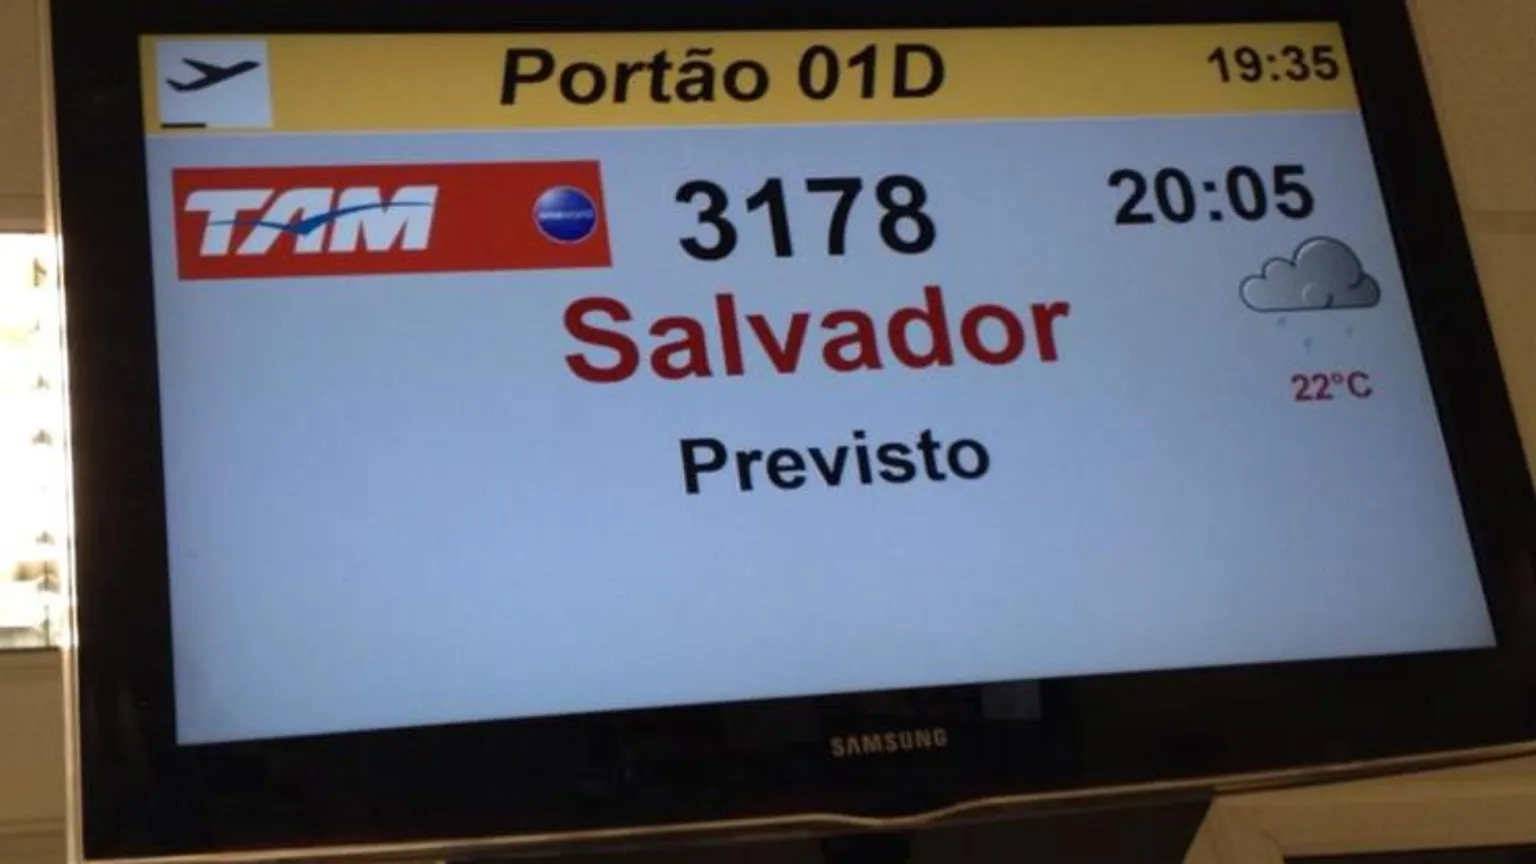 Portão 01D 19:35
TAM 3178 20:05
Salvador
22°C
Previsto
SAMSUNG